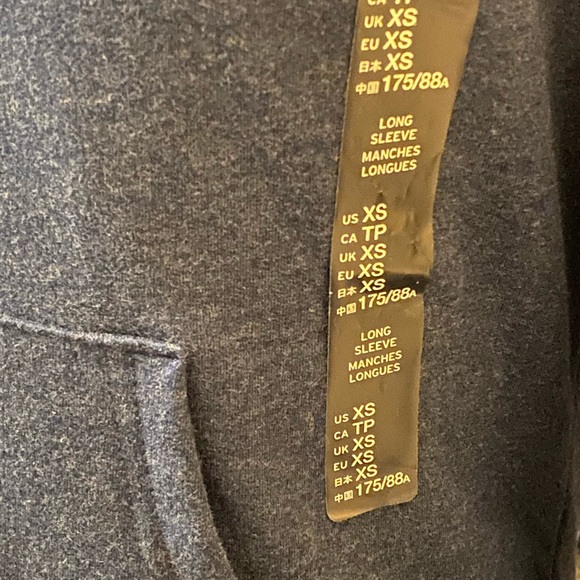 UK XS
EU XS
日本 XS
中国 175/88A
LONG
SLEEVE
MANCHES
LONGUES
US XS
CA TP
UK XS
EU XS
日本 XS
中国 175/88A
LONG
SLEEVE
MANCHES
LONGUES
US XS
CA TP
UK XS
EU XS
日本 XS
中国 175/88A